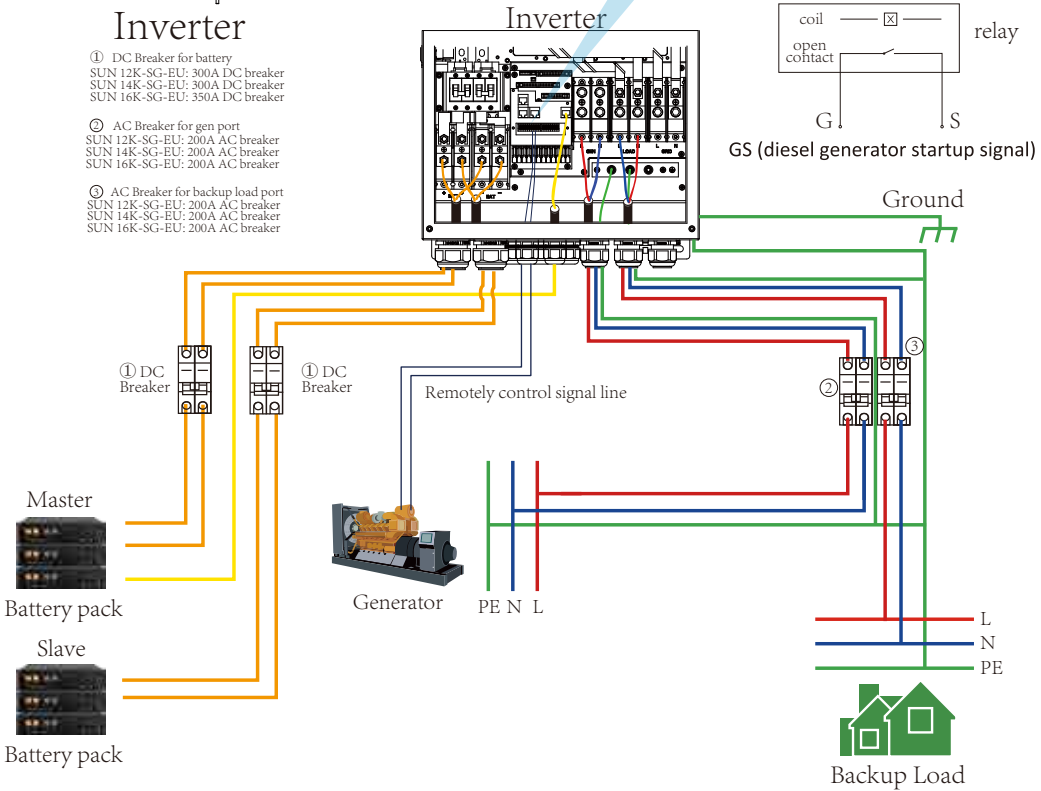 Inverter
① DC Breaker for battery
SUN 12K-SG-EU: 300A DC breaker
SUN 14K-SG-EU: 300A DC breaker
SUN 16K-SG-EU: 350A DC breaker
② AC Breaker for gen port
SUN 12K-SG-EU: 200A AC breaker
SUN 14K-SG-EU: 200A AC breaker
SUN 16K-SG-EU: 200A AC breaker
③ AC Breaker for backup load port
SUN 12K-SG-EU: 200A AC breaker
SUN 14K-SG-EU: 200A AC breaker
SUN 16K-SG-EU: 200A AC breaker
Inverter
LOAD
BAT
coil
x
relay
open
contact
G
S
GS (diesel generator startup signal)
Ground
① DC
Breaker
① DC
Breaker
Remotely control signal line
②
③
Master
Battery pack
Slave
Battery pack
Generator
PE N L
L
N
PE
Backup Load